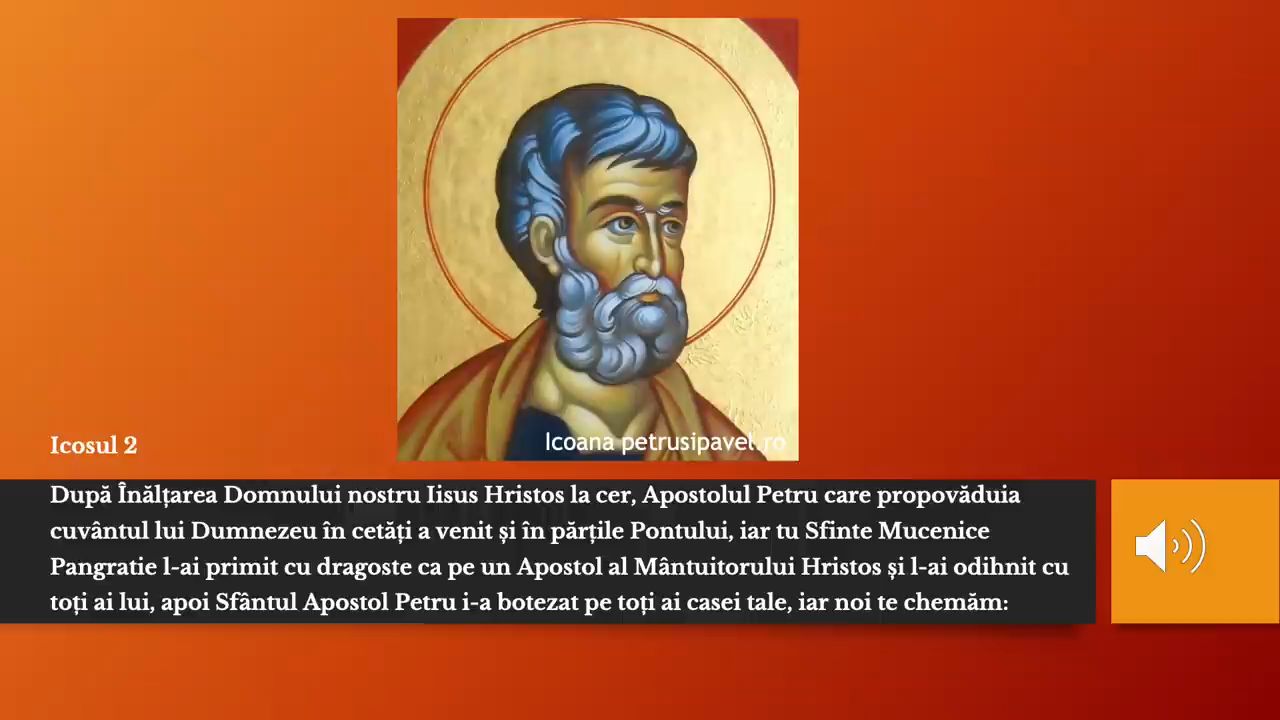 Icoana petrusipavel.ro
Icosul 2
După Înălțarea Domnului nostru Iisus Hristos la cer, Apostolul Petru care propovăduia
cuvântul lui Dumnezeu în cetăți a venit și în părțile Pontului, iar tu Sfinte Mucenice
Pangratie l-ai primit cu dragoste ca pe un Apostol al Mântuitorului Hristos și l-ai odihnit cu
toți ai lui, apoi Sfântul Apostol Petru i-a botezat pe toți ai casei tale, iar noi te chemăm: